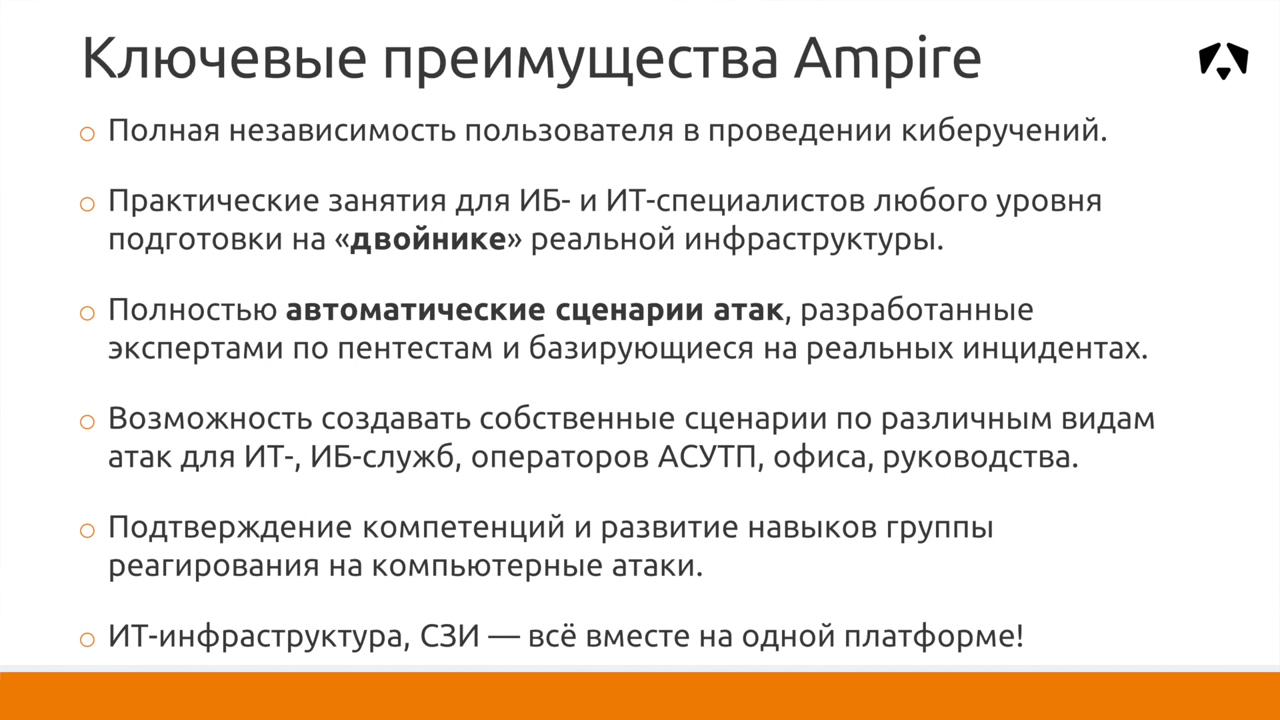 Ключевые преимущества Ampire
Полная независимость пользователя в проведении киберучений.
Практические занятия для ИБ- и ИТ-специалистов любого уровня
подготовки на «двойнике» реальной инфраструктуры.
Полностью автоматические сценарии атак, разработанные
экспертами по пентестам и базирующиеся на реальных инцидентах.
Возможность создавать собственные сценарии по различным видам
атак для ИТ-, ИБ-служб, операторов АСУТП, офиса, руководства.
Подтверждение компетенций и развитие навыков группы
реагирования на компьютерные атаки.
ИТ-инфраструктура, СЗИ — всё вместе на одной платформе!